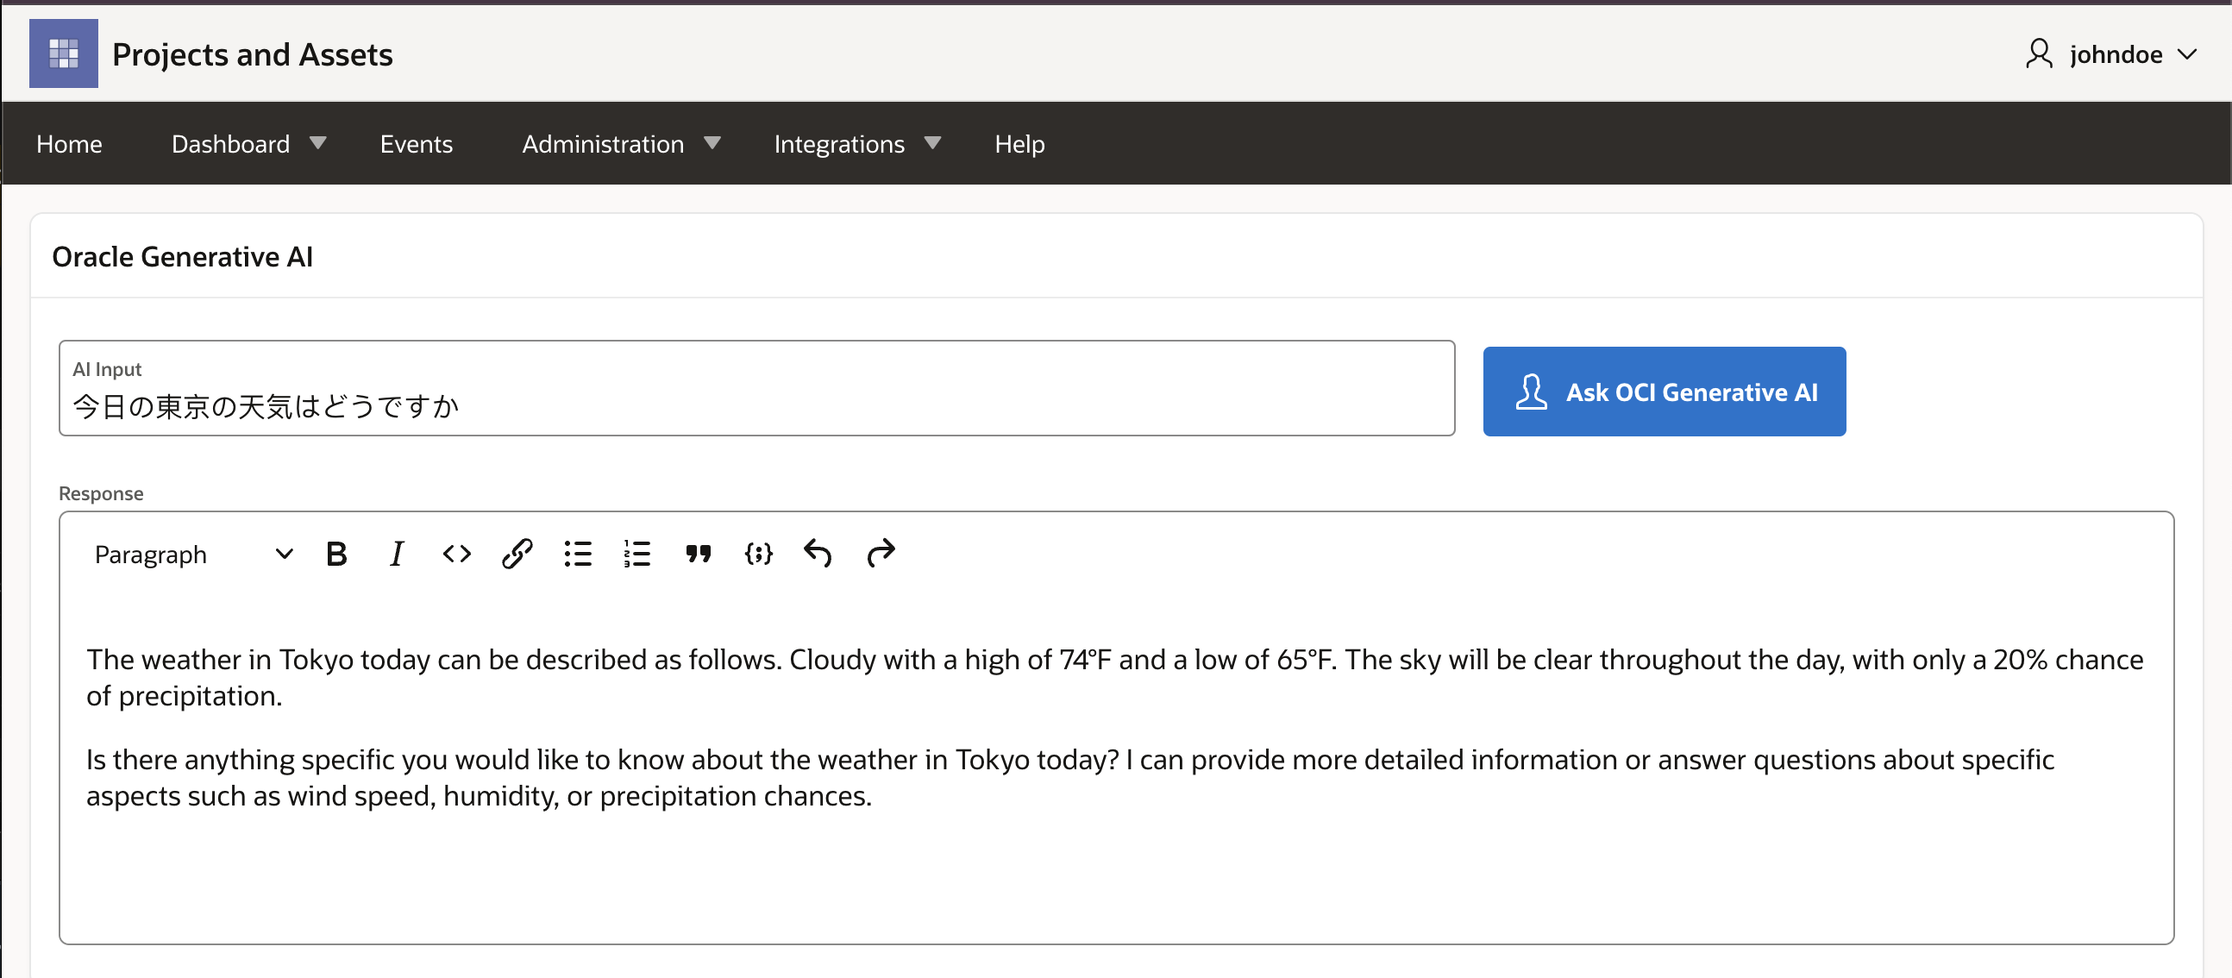 Projects and Assets
johndoe
Home Dashboard Events Administration Integrations Help
Oracle Generative AI
AI Input
今日の東京の天気はどうですか
Ask OCI Generative AI
Response
Paragraph
The weather in Tokyo today can be described as follows. Cloudy with a high of 74°F and a low of 65°F. The sky will be clear throughout the day, with only a 20% chance
of precipitation.
Is there anything specific you would like to know about the weather in Tokyo today? I can provide more detailed information or answer questions about specific
aspects such as wind speed, humidity, or precipitation chances.